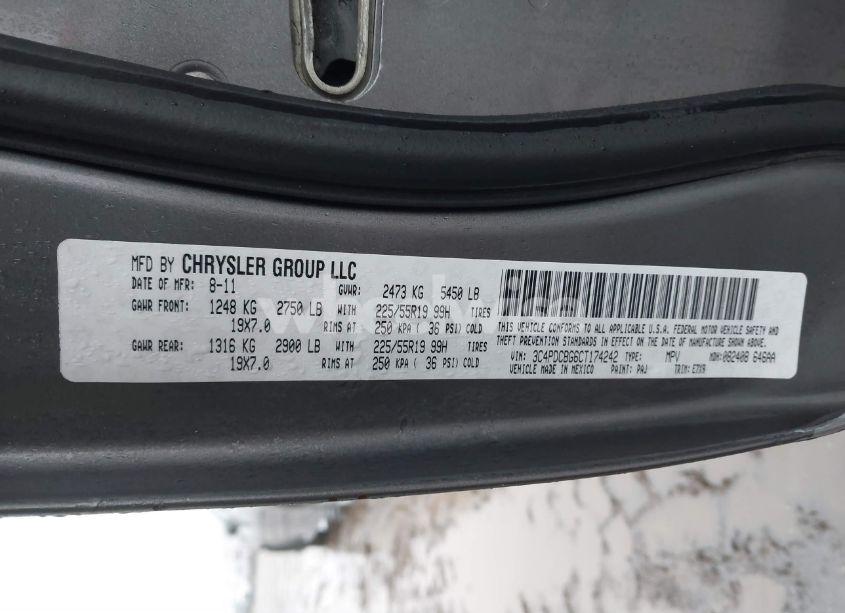 MFD BY CHRYSLER GROUP LLC
DATE OF MFR: 8-11 GVWR: 2473 KG 5450 LB
GAWR FRONT: 1248 KG 2750 LB WITH 225/55R19 99H TIRES
19X7.0 RIMS AT 250 KPA ( 36 PSI) COLD
GAWR REAR: 1316 KG 2900 LB WITH 225/55R19 99H TIRES
19X7.0 RIMS AT 250 KPA ( 36 PSI) COLD
THIS VEHICLE CONFORMS TO ALL APPLICABLE U.S.A. FEDERAL MOTOR VEHICLE SAFETY AND
THEFT PREVENTION STANDARDS IN EFFECT ON THE DATE OF MANUFACTURE SHOWN ABOVE.
VIN: 3C4PDCBG6CT174242 TYPE: MPV MDH: 082408 646AA
VEHICLE MADE IN MEXICO PAINT: PAJ TRIM: E7X9